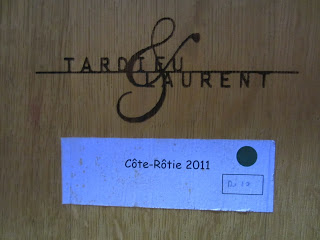 TARDIEU
&
LAURENT
Côte-Rôtie 2011